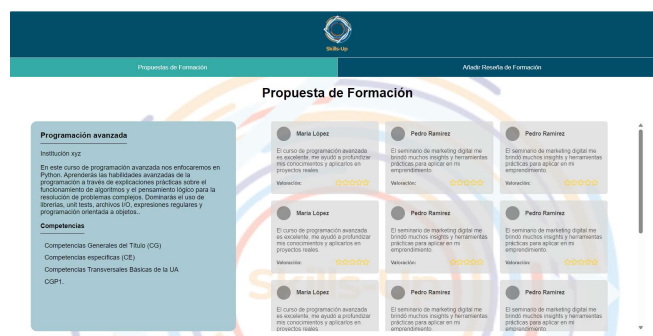 Skills-Up
Propuestas de Formación
Añadir Reseña de Formación
Propuesta de Formación
Programación avanzada
Institución xyz
En este curso de programación avanzada nos enfocaremos en
Python. Aprenderás las habilidades avanzadas de la
programación a través de explicaciones prácticas sobre el
funcionamiento de algoritmos y el pensamiento lógico para la
resolución de problemas complejos. Dominarás el uso de
librerías, unit tests, archivos I/O, expresiones regulares y
programación orientada a objetos..
Competencias
Competencias Generales del Título (CG)
Competencias específicas (CE)
Competencias Transversales Básicas de la UA
CGP1.
María López
El curso de programación avanzada
es excelente, me ayudó a profundizar
mis conocimientos y aplicarlos en
proyectos reales.
Valoración:
Pedro Ramírez
El seminario de marketing digital me
brindó muchos insights y herramientas
prácticas para aplicar en mi
emprendimiento.
Valoración:
Pedro Ramírez
El seminario de marketing digital me
brindó muchos insights y herramientas
prácticas para aplicar en mi
emprendimiento.
Valoración:
María López
El curso de programación avanzada
es excelente, me ayudó a profundizar
mis conocimientos y aplicarlos en
proyectos reales.
Valoración:
Pedro Ramírez
El seminario de marketing digital me
brindó muchos insights y herramientas
prácticas para aplicar en mi
emprendimiento.
Valoración:
Pedro Ramírez
El seminario de marketing digital me
brindó muchos insights y herramientas
prácticas para aplicar en mi
emprendimiento.
Valoración:
María López
El curso de programación avanzada
es excelente, me ayudó a profundizar
mis conocimientos y aplicarlos en
proyectos reales.
Pedro Ramírez
El seminario de marketing digital me
brindó muchos insights y herramientas
prácticas para aplicar en mi
emprendimiento.
Pedro Ramírez
El seminario de marketing digital me
brindó muchos insights y herramientas
prácticas para aplicar en mi
emprendimiento.
Skills-Up